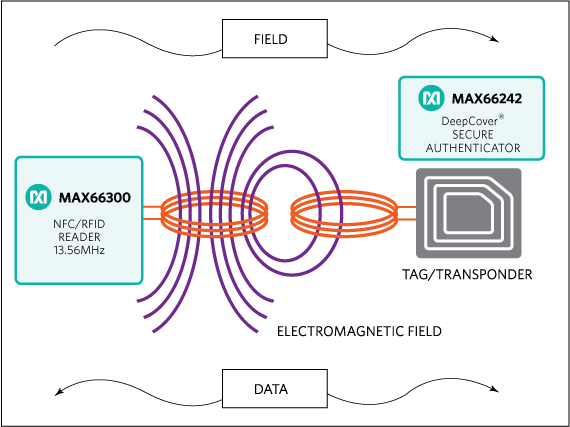 FIELD
MAX66242
DeepCover®
SECURE
AUTHENTICATOR
MAX66300
NFC/RFID
READER
13.56MHz
TAG/TRANSPONDER
ELECTROMAGNETIC FIELD
DATA